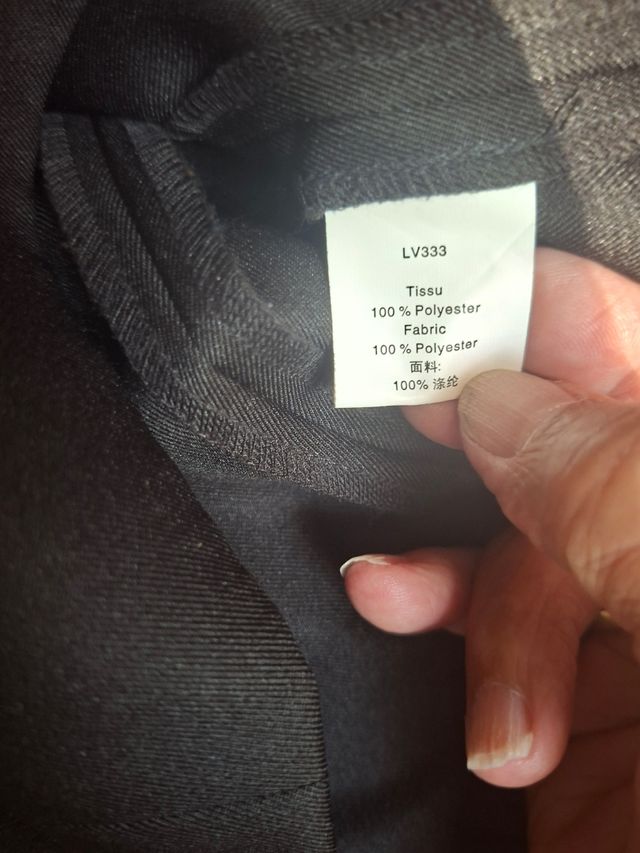 LV333
Tissu
100 % Polyester
Fabric
100 % Polyester
面料:
100% 涤纶